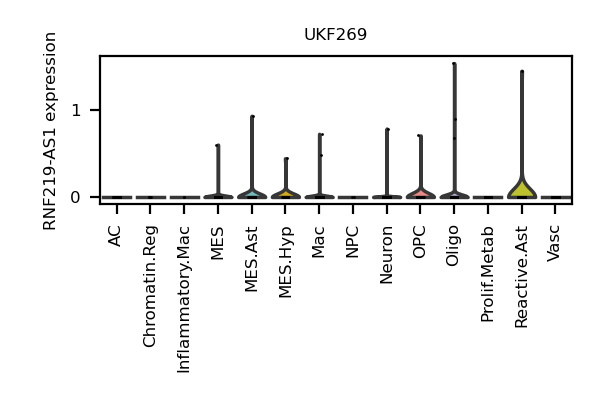 UKF269
RNF219-AS1 expression
1
0
AC
Chromatin.Reg
Inflammatory.Mac
MES
MES.Ast
MES.Hyp
Mac
NPC
Neuron
OPC
Oligo
Prolif.Metab
Reactive.Ast
Vasc